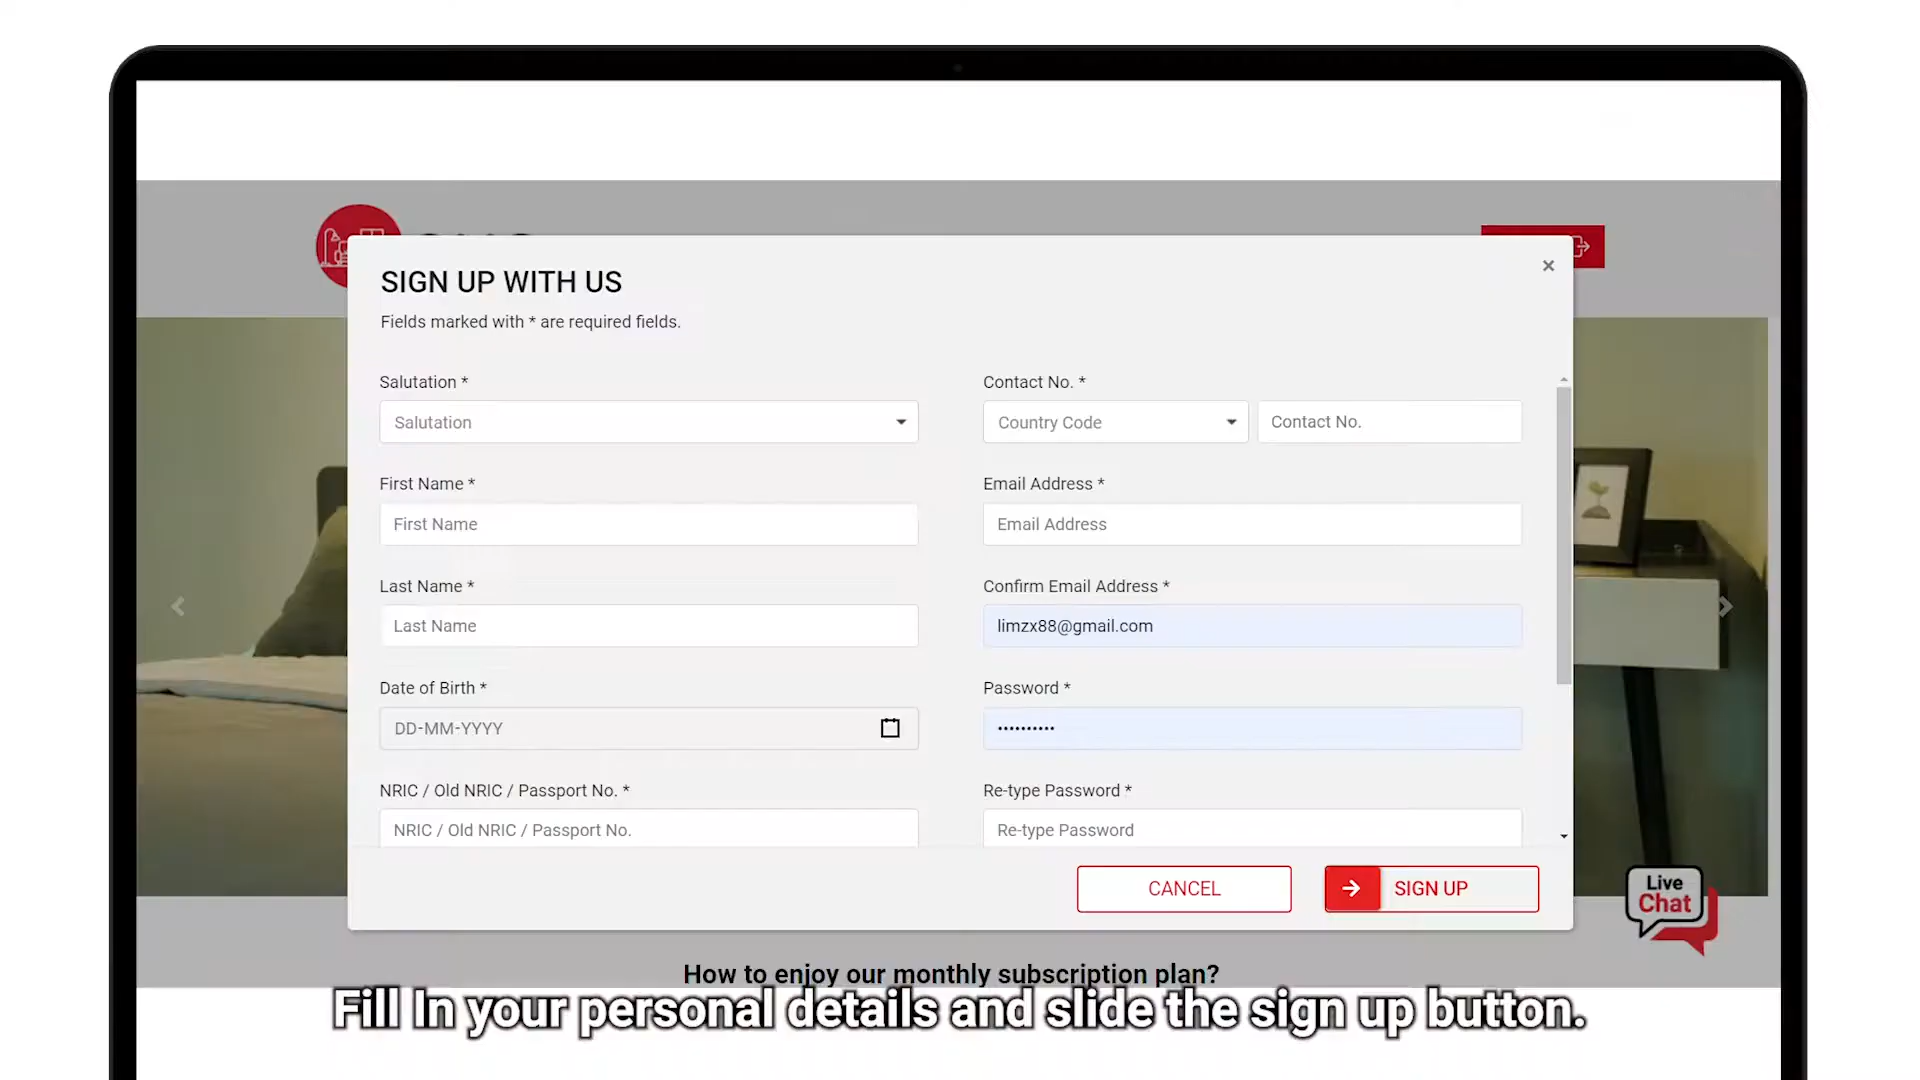 SIGN UP WITH US
×
Fields marked with * are required fields.
Salutation *
Salutation
First Name *
First Name
Last Name *
Last Name
Date of Birth *
DD-MM-YYYY
NRIC / Old NRIC / Passport No. *
NRIC / Old NRIC / Passport No.
Contact No. *
Country Code
Contact No.
Email Address *
Email Address
Confirm Email Address *
limzx88@gmail.com
Password *
••••••••••
Re-type Password *
Re-type Password
CANCEL
SIGN UP
Live
Chat
How to enjoy our monthly subscription plan?
Fill In your personal details and slide the sign up button.